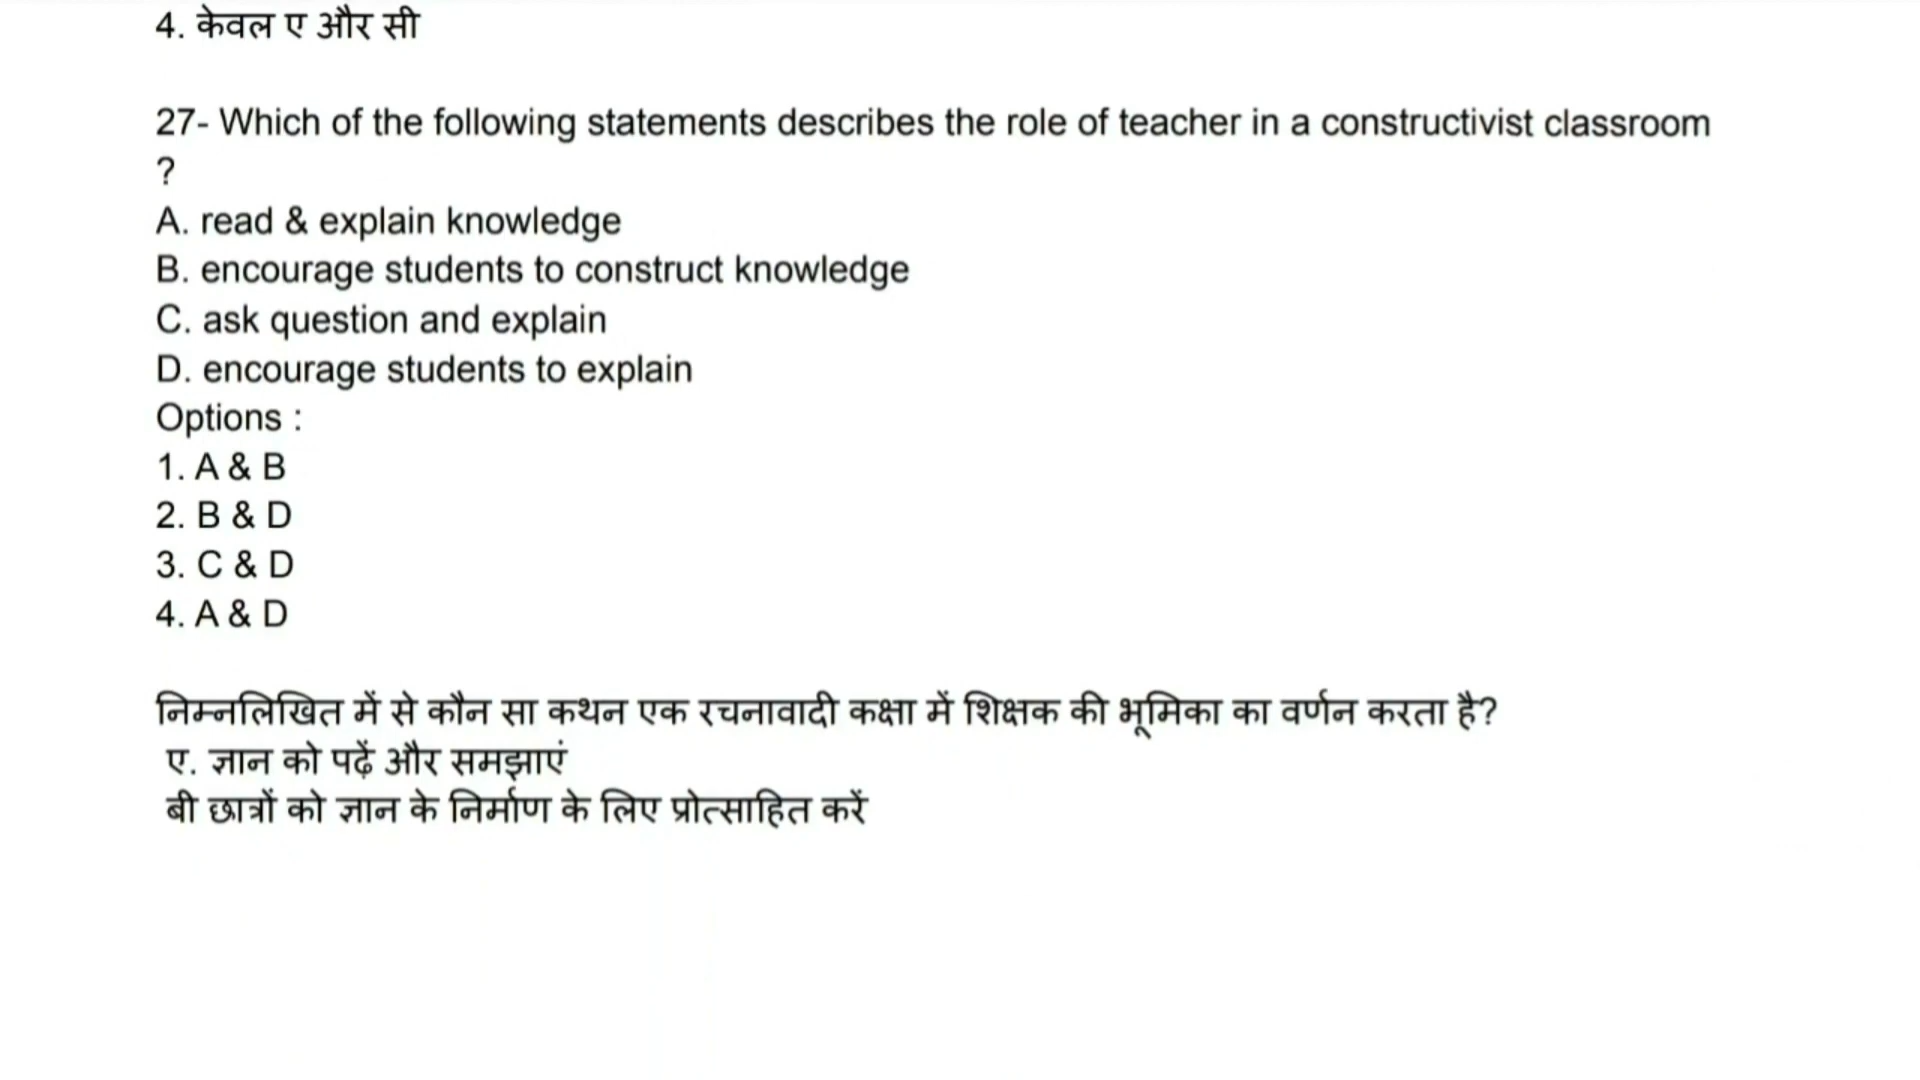 4. केवल ए और सी
27- Which of the following statements describes the role of teacher in a constructivist classroom
?
A. read & explain knowledge
B. encourage students to construct knowledge
C. ask question and explain
D. encourage students to explain
Options :
1. A & B
2. B & D
3. C & D
4. A & D
निम्नलिखित में से कौन सा कथन एक रचनावादी कक्षा में शिक्षक की भूमिका का वर्णन करता है?
ए. ज्ञान को पढ़ें और समझाएं
बी छात्रों को ज्ञान के निर्माण के लिए प्रोत्साहित करें